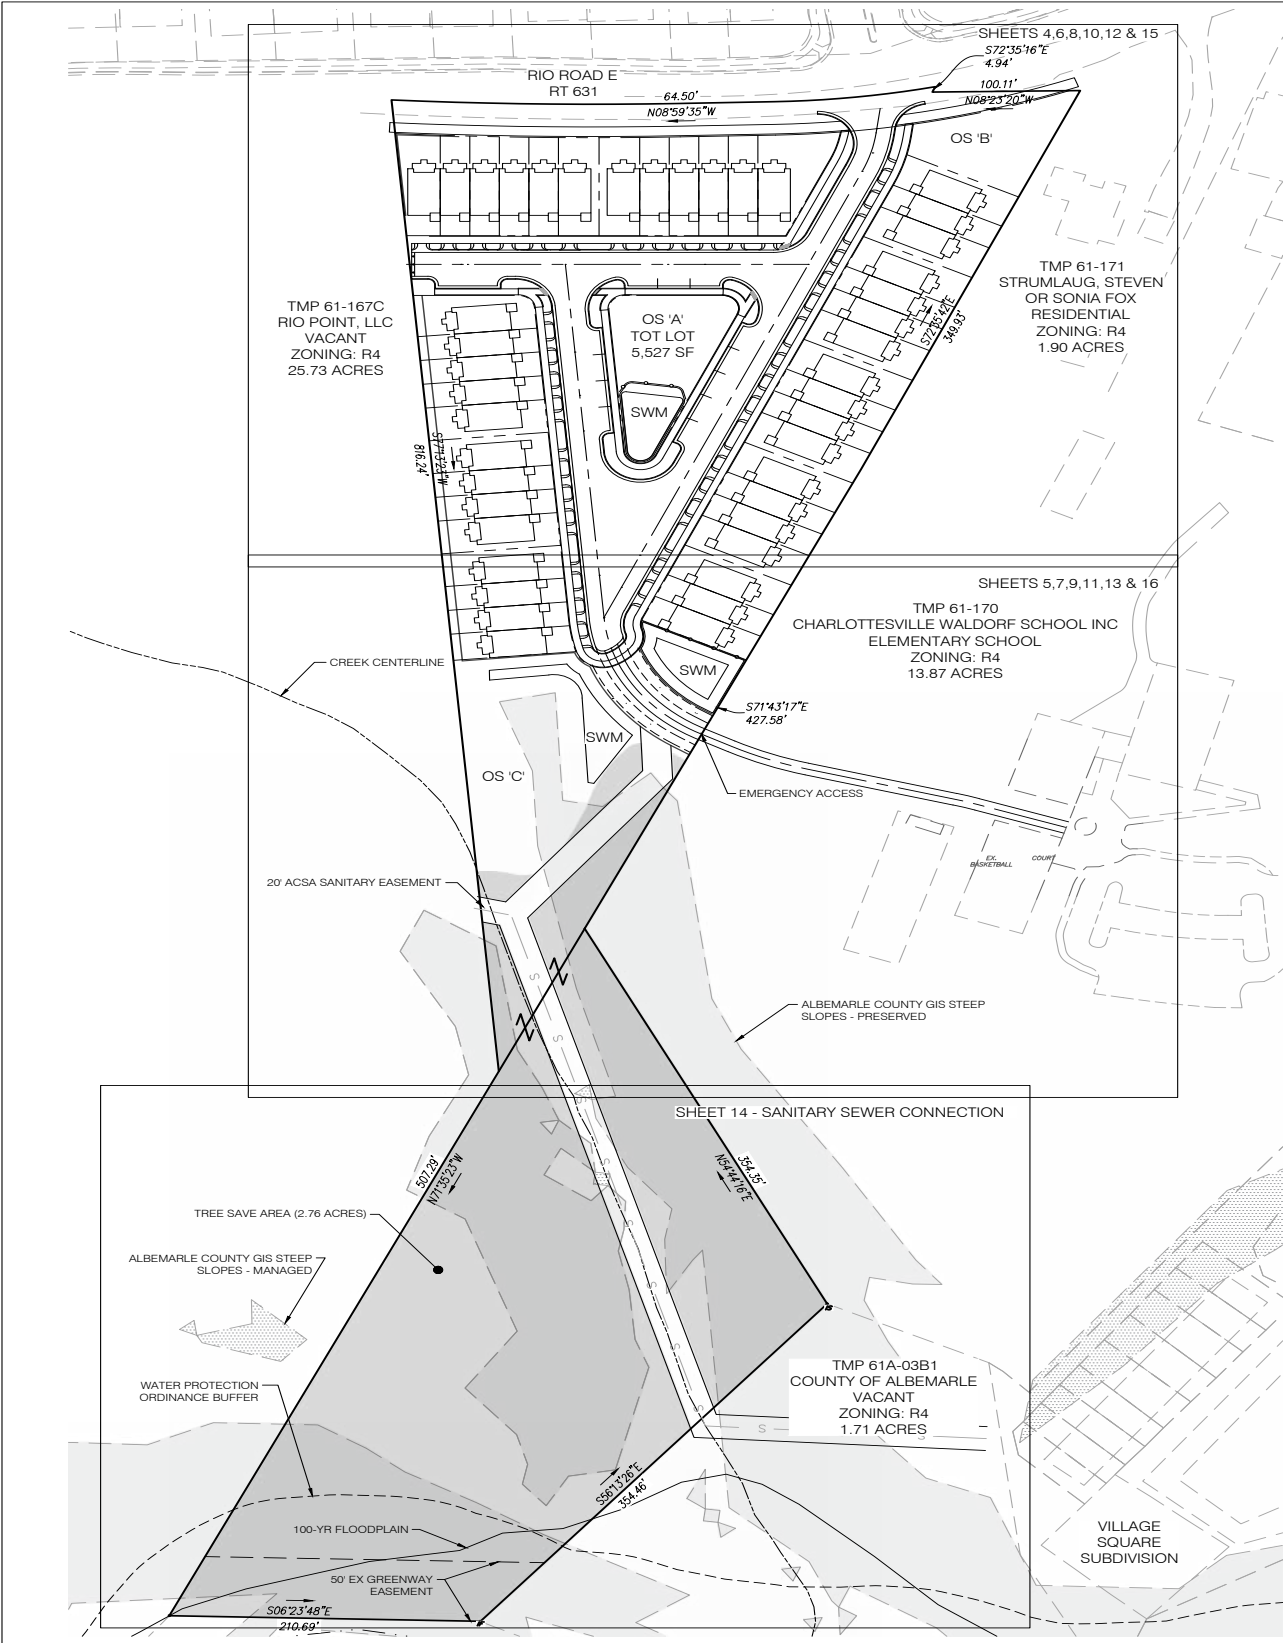 SHEETS 4,6,8,10,12 & 15
S72°35'16"E
4.94'
RIO ROAD E
RT 631
64.50'
N08°59'35"W
100.11'
N08°23'20"W
OS 'B'
TMP 61-171
STRUMLAUG, STEVEN
OR SONIA FOX
RESIDENTIAL
ZONING: R4
1.90 ACRES
TMP 61-167C
RIO POINT, LLC
VACANT
ZONING: R4
25.73 ACRES
OS 'A'
TOT LOT
5,527 SF
SWM
349.93'
816.24'
SHEETS 5,7,9,11,13 & 16
TMP 61-170
CHARLOTTESVILLE WALDORF SCHOOL INC
ELEMENTARY SCHOOL
ZONING: R4
13.87 ACRES
CREEK CENTERLINE
SWM
S71°43'17"E
427.58'
SWM
OS 'C'
EMERGENCY ACCESS
EX.
BASKETBALL COURT
20' ACSA SANITARY EASEMENT
S
S
ALBEMARLE COUNTY GIS STEEP
SLOPES - PRESERVED
S
SHEET 14 - SANITARY SEWER CONNECTION
507.29'
N71°35'23"W
S
354.35'
N54°44'16"E
TREE SAVE AREA (2.76 ACRES)
S
ALBEMARLE COUNTY GIS STEEP
SLOPES - MANAGED
S
S
TMP 61A-03B1
COUNTY OF ALBEMARLE
VACANT
ZONING: R4
1.71 ACRES
WATER PROTECTION
ORDINANCE BUFFER
S
S
S
S56°13'26"E
354.46'
100-YR FLOODPLAIN
VILLAGE
SQUARE
SUBDIVISION
50' EX GREENWAY
EASEMENT
S06°23'48"E
210.69'